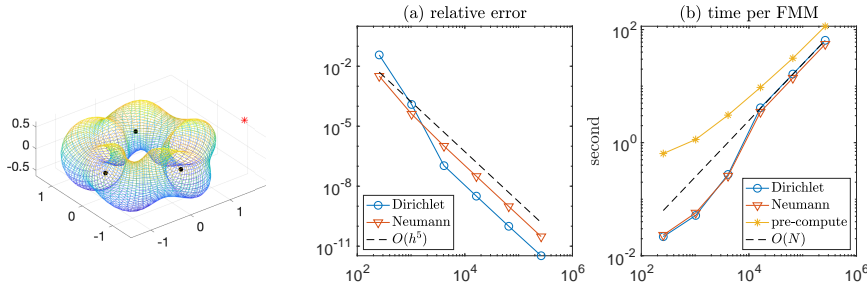 (a) relative error
(b) time per FMM
0.5
0
-0.5
1
0
-1
-1
0
1
10^-2
10^-5
10^-8
10^-11
10^2
10^4
10^6
Dirichlet
Neumann
O(h^5)
second
10^2
10^0
10^-2
10^2
10^4
10^6
Dirichlet
Neumann
pre-compute
O(N)